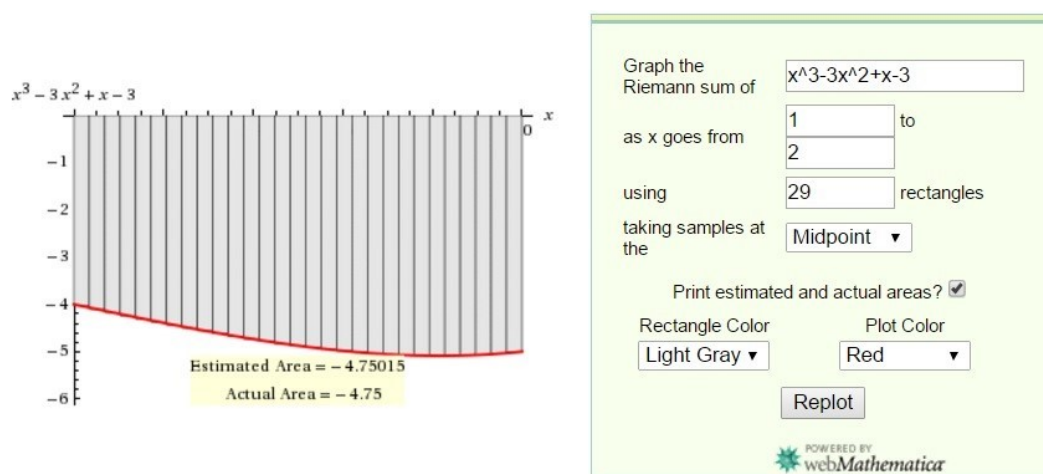 x³ − 3 x² + x − 3
x
0
−1
−2
−3
−4
−5
−6
Estimated Area = −4.75015
Actual Area = −4.75
Graph the
Riemann sum of
x^3-3x^2+x-3
as x goes from
1
to
2
using
29
rectangles
taking samples at
the
Midpoint
Print estimated and actual areas?
Rectangle Color
Plot Color
Light Gray
Red
Replot
POWERED BY
webMathematica